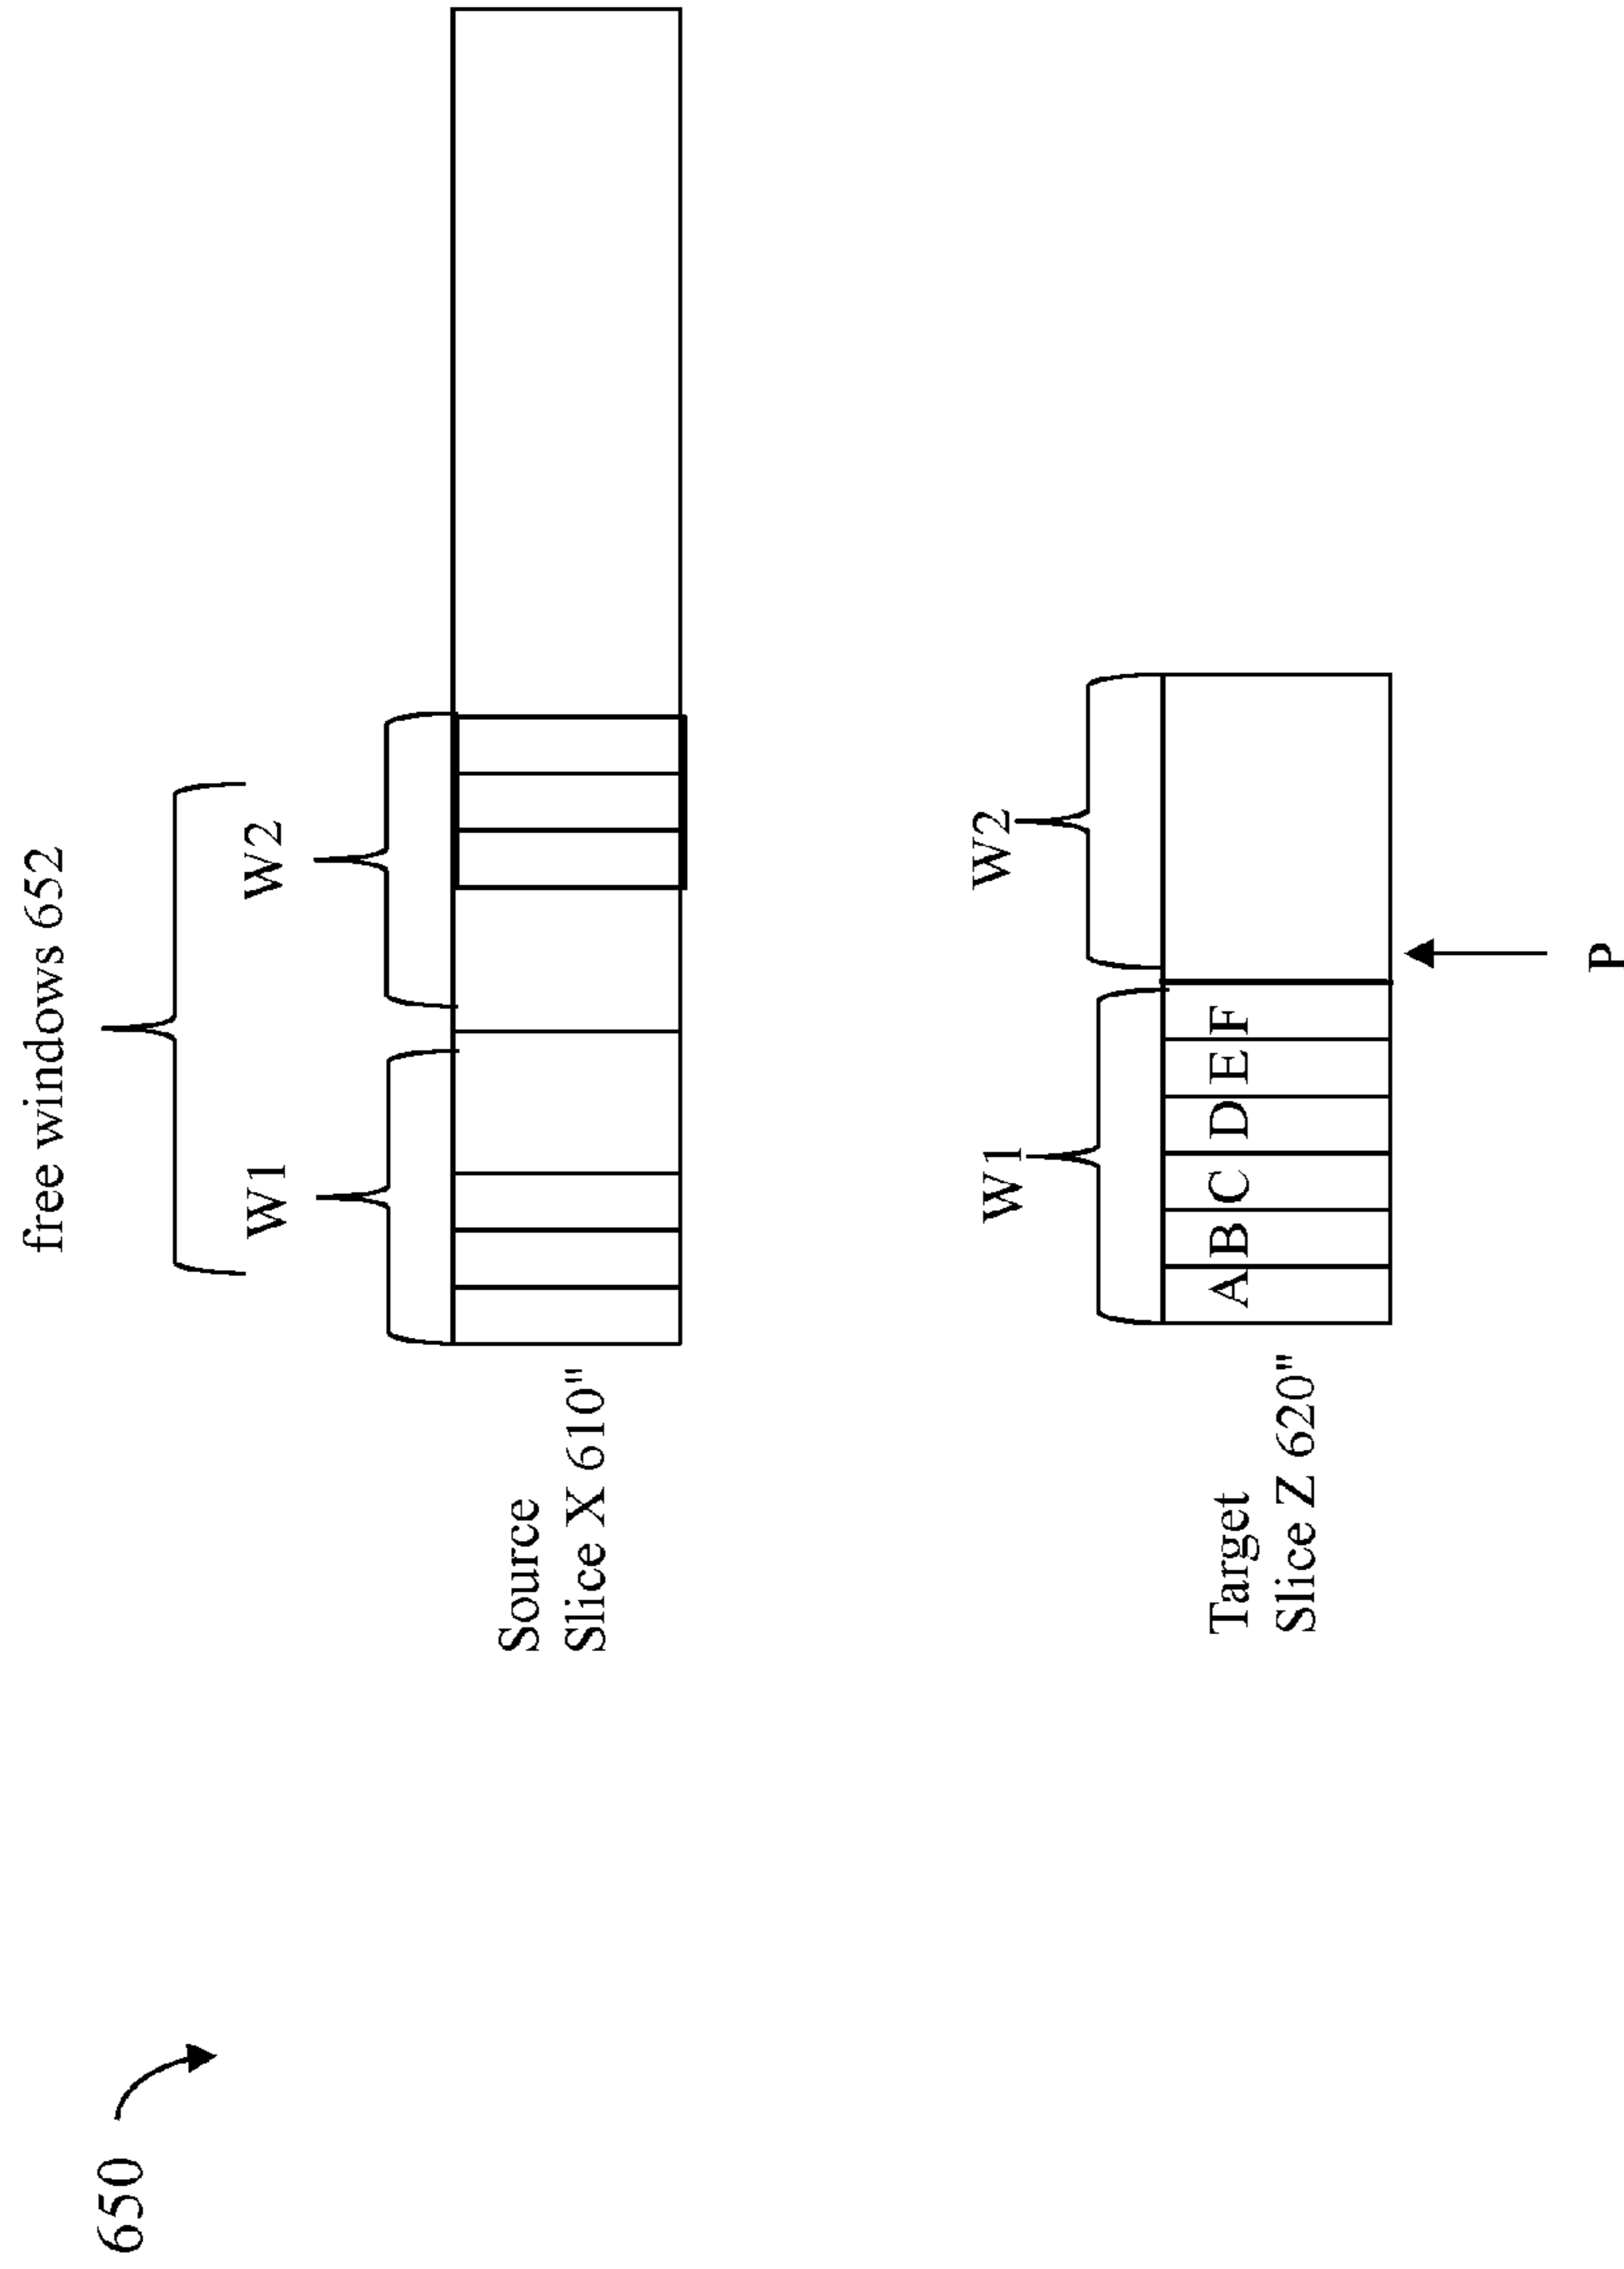 free windows 652
W1
W2
Source
Slice X 610"
W1
W2
Target
Slice Z 620"
A B C D E F
P
650